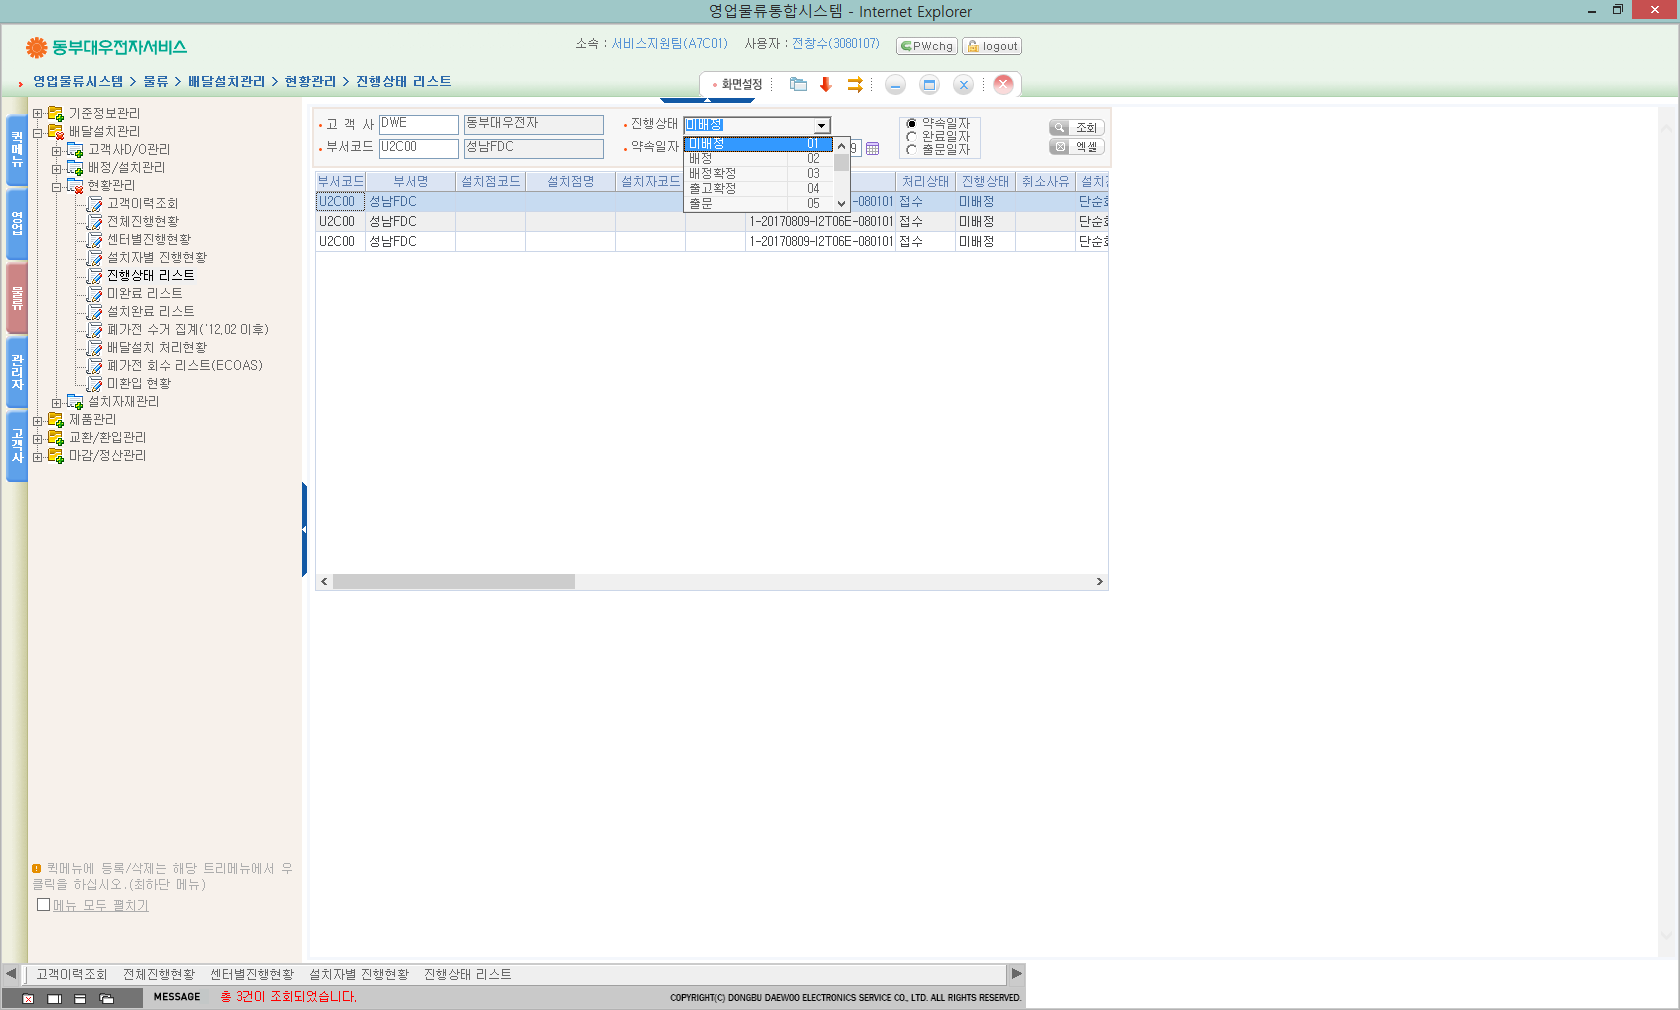 영업물류통합시스템 - Internet Explorer
동부대우전자서비스
소속 : 서비스지원팀(A7C01) 사용자 : 전창수(3080107) PWchg logout
영업물류시스템 > 물류 > 배달설치관리 > 현황관리 > 진행상태 리스트
화면설정
퀵메뉴
영업
물류
관리자
고객사
기준정보관리
배달설치관리
고객사D/O관리
배정/설치관리
현황관리
고객이력조회
전체진행현황
센터별진행현황
설치자별 진행현황
진행상태 리스트
미완료 리스트
설치완료 리스트
폐가전 수거 집계('12.02 이후)
배달설치 처리현황
폐가전 회수 리스트(ECOAS)
미환입 현황
설치자재관리
제품관리
교환/환입관리
마감/정산관리
고 객 사 DWE 동부대우전자 진행상태 미배정
부서코드 U2C00 성남FDC 약속일자 9
약속일자
완료일자
출문일자
조회
엑셀
미배정 01
배정 02
배정확정 03
출고확정 04
출문 05
부서코드 부서명 설치점코드 설치점명 설치자코드 처리상태 진행상태 취소사유
U2C00 성남FDC -080101 접수 미배정
U2C00 성남FDC 1-20170809-I2T06E-080101 접수 미배정
U2C00 성남FDC 1-20170809-I2T06E-080101 접수 미배정
퀵메뉴에 등록/삭제는 해당 트리메뉴에서 우
클릭을 하십시오.(최하단 메뉴)
메뉴 모두 펼치기
고객이력조회 전체진행현황 센터별진행현황 설치자별 진행현황 진행상태 리스트
MESSAGE 총 3건이 조회되었습니다.
COPYRIGHT(C) DONGBU DAEWOO ELECTRONICS SERVICE CO., LTD. ALL RIGHTS RESERVED.